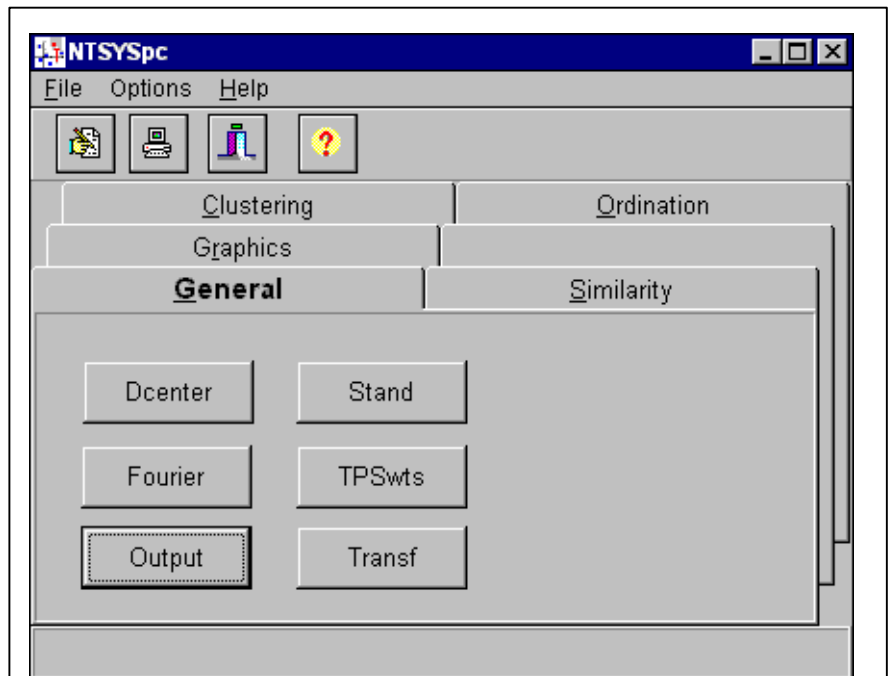 NTSYSpc
File Options Help
?
Clustering Ordination
Graphics
General Similarity
Dcenter Stand
Fourier TPSwts
Output Transf